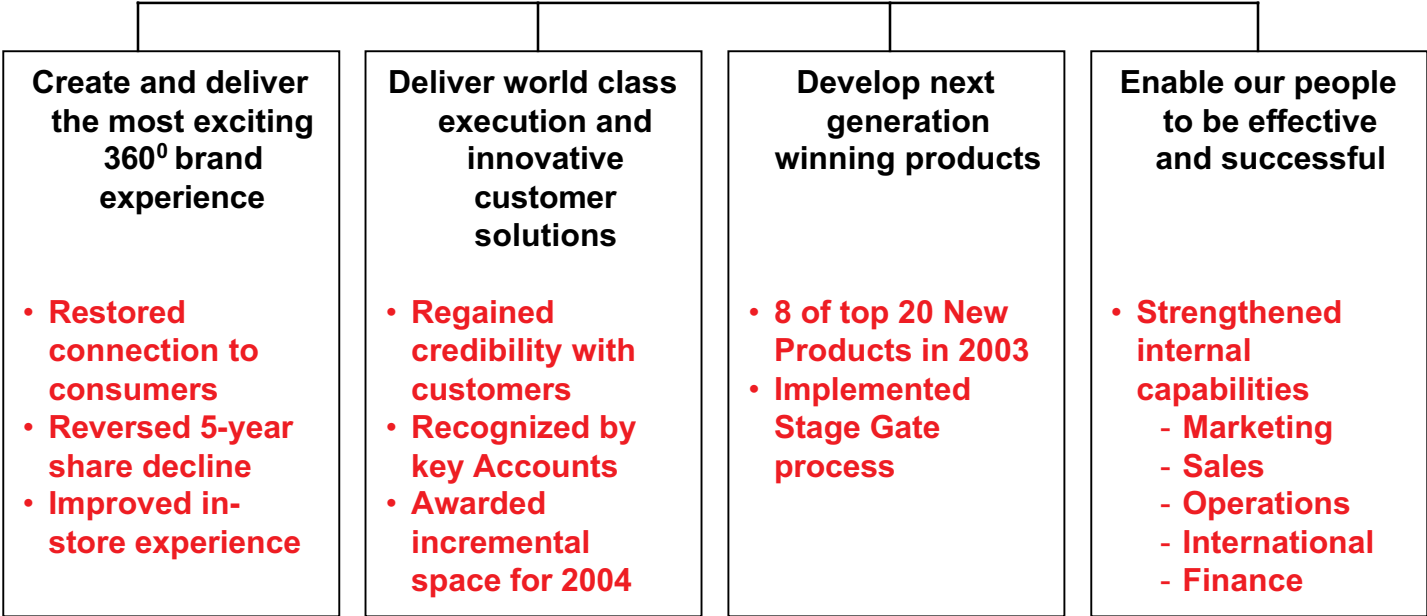 Create and deliver
the most exciting
360⁰ brand
experience
• Restored
connection to
consumers
• Reversed 5-year
share decline
• Improved in-
store experience
Deliver world class
execution and
innovative
customer
solutions
• Regained
credibility with
customers
• Recognized by
key Accounts
• Awarded
incremental
space for 2004
Develop next
generation
winning products
• 8 of top 20 New
Products in 2003
• Implemented
Stage Gate
process
Enable our people
to be effective
and successful
• Strengthened
internal
capabilities
- Marketing
- Sales
- Operations
- International
- Finance